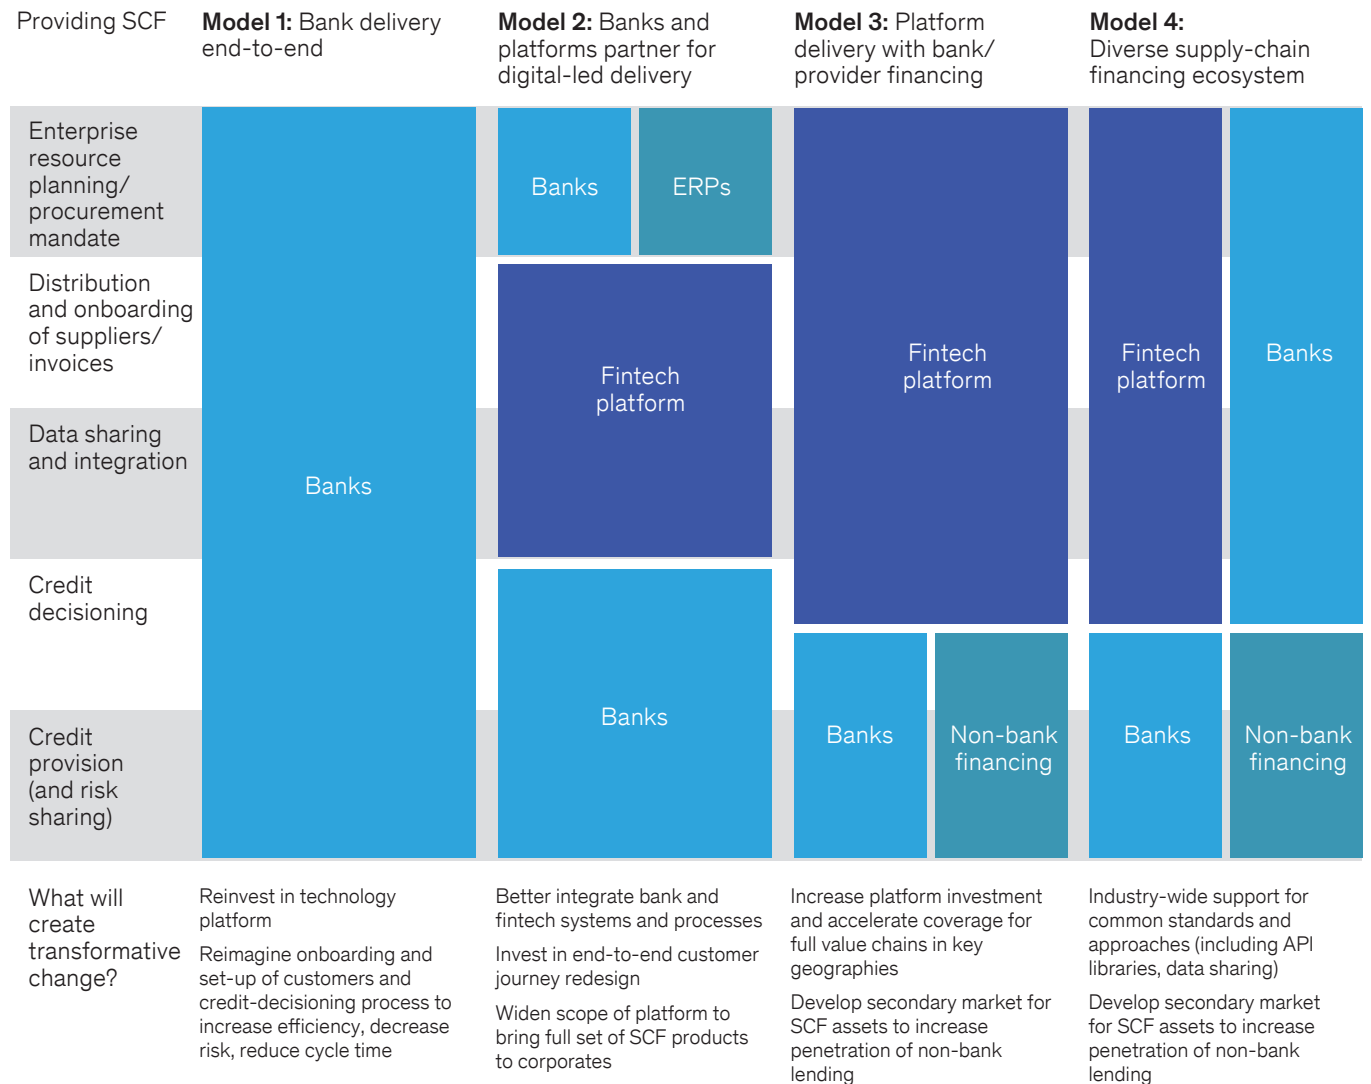 Providing SCF
Model 1: Bank delivery
end-to-end
Model 2: Banks and
platforms partner for
digital-led delivery
Model 3: Platform
delivery with bank/
provider financing
Model 4:
Diverse supply-chain
financing ecosystem
Enterprise
resource
planning/
procurement
mandate
Banks
ERPs
Distribution
and onboarding
of suppliers/
invoices
Fintech
platform
Fintech
platform
Fintech
platform
Banks
Data sharing
and integration
Banks
Credit
decisioning
Banks
Credit
provision
(and risk
sharing)
Banks
Non-bank
financing
Banks
Non-bank
financing
What will
create
transformative
change?
Reinvest in technology
platform
Reimagine onboarding and
set-up of customers and
credit-decisioning process to
increase efficiency, decrease
risk, reduce cycle time
Better integrate bank and
fintech systems and processes
Invest in end-to-end customer
journey redesign
Widen scope of platform to
bring full set of SCF products
to corporates
Increase platform investment
and accelerate coverage for
full value chains in key
geographies
Develop secondary market for
SCF assets to increase
penetration of non-bank
lending
Industry-wide support for
common standards and
approaches (including API
libraries, data sharing)
Develop secondary market
for SCF assets to increase
penetration of non-bank
lending